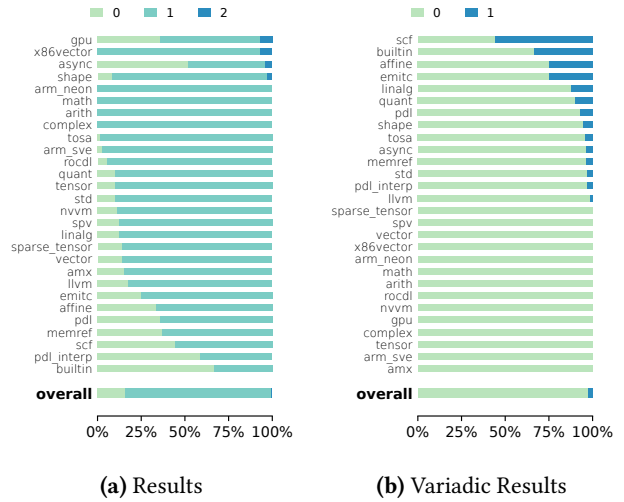 0 1 2
gpu
x86vector
async
shape
arm_neon
math
arith
complex
tosa
arm_sve
rocdl
quant
tensor
std
nvvm
spv
linalg
sparse_tensor
vector
amx
llvm
emitc
affine
pdl
memref
scf
pdl_interp
builtin
overall
0% 25% 50% 75% 100%
(a) Results
0 1
scf
builtin
affine
emitc
linalg
quant
pdl
shape
tosa
async
memref
std
pdl_interp
llvm
sparse_tensor
spv
vector
x86vector
arm_neon
math
arith
rocdl
nvvm
gpu
complex
tensor
arm_sve
amx
overall
0% 25% 50% 75% 100%
(b) Variadic Results